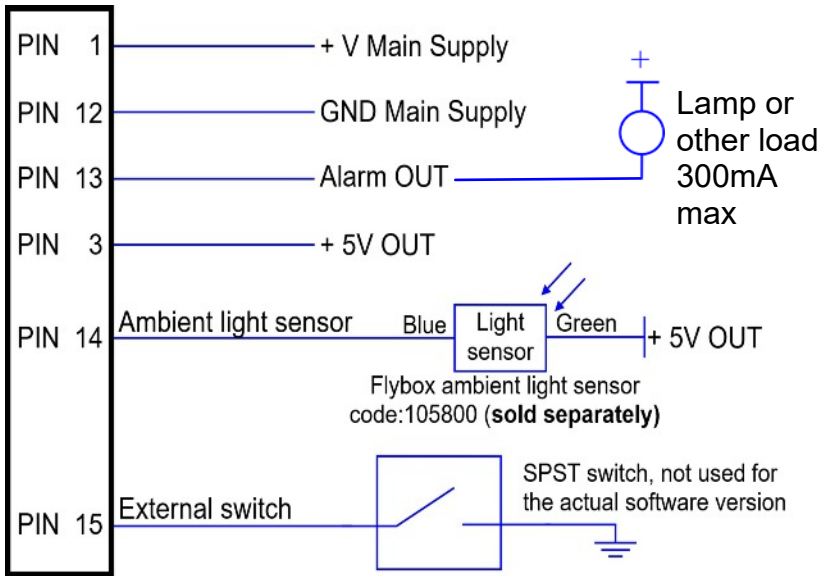 PIN 1 + V Main Supply
+
PIN 12 GND Main Supply
Lamp or
other load
300mA
max
PIN 13 Alarm OUT
PIN 3 + 5V OUT
PIN 14 Ambient light sensor Blue Light
sensor Green + 5V OUT
Flybox ambient light sensor
code:105800 (sold separately)
PIN 15 External switch
SPST switch, not used for
the actual software version